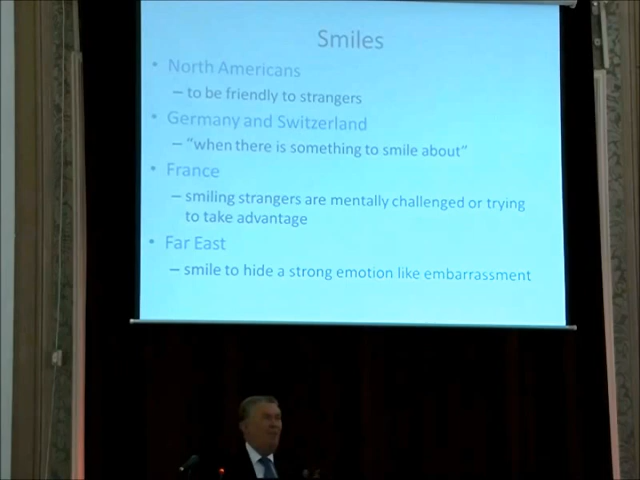 Smiles
• North Americans
– to be friendly to strangers
• Germany and Switzerland
– "when there is something to smile about"
• France
– smiling strangers are mentally challenged or trying
to take advantage
• Far East
– smile to hide a strong emotion like embarrassment